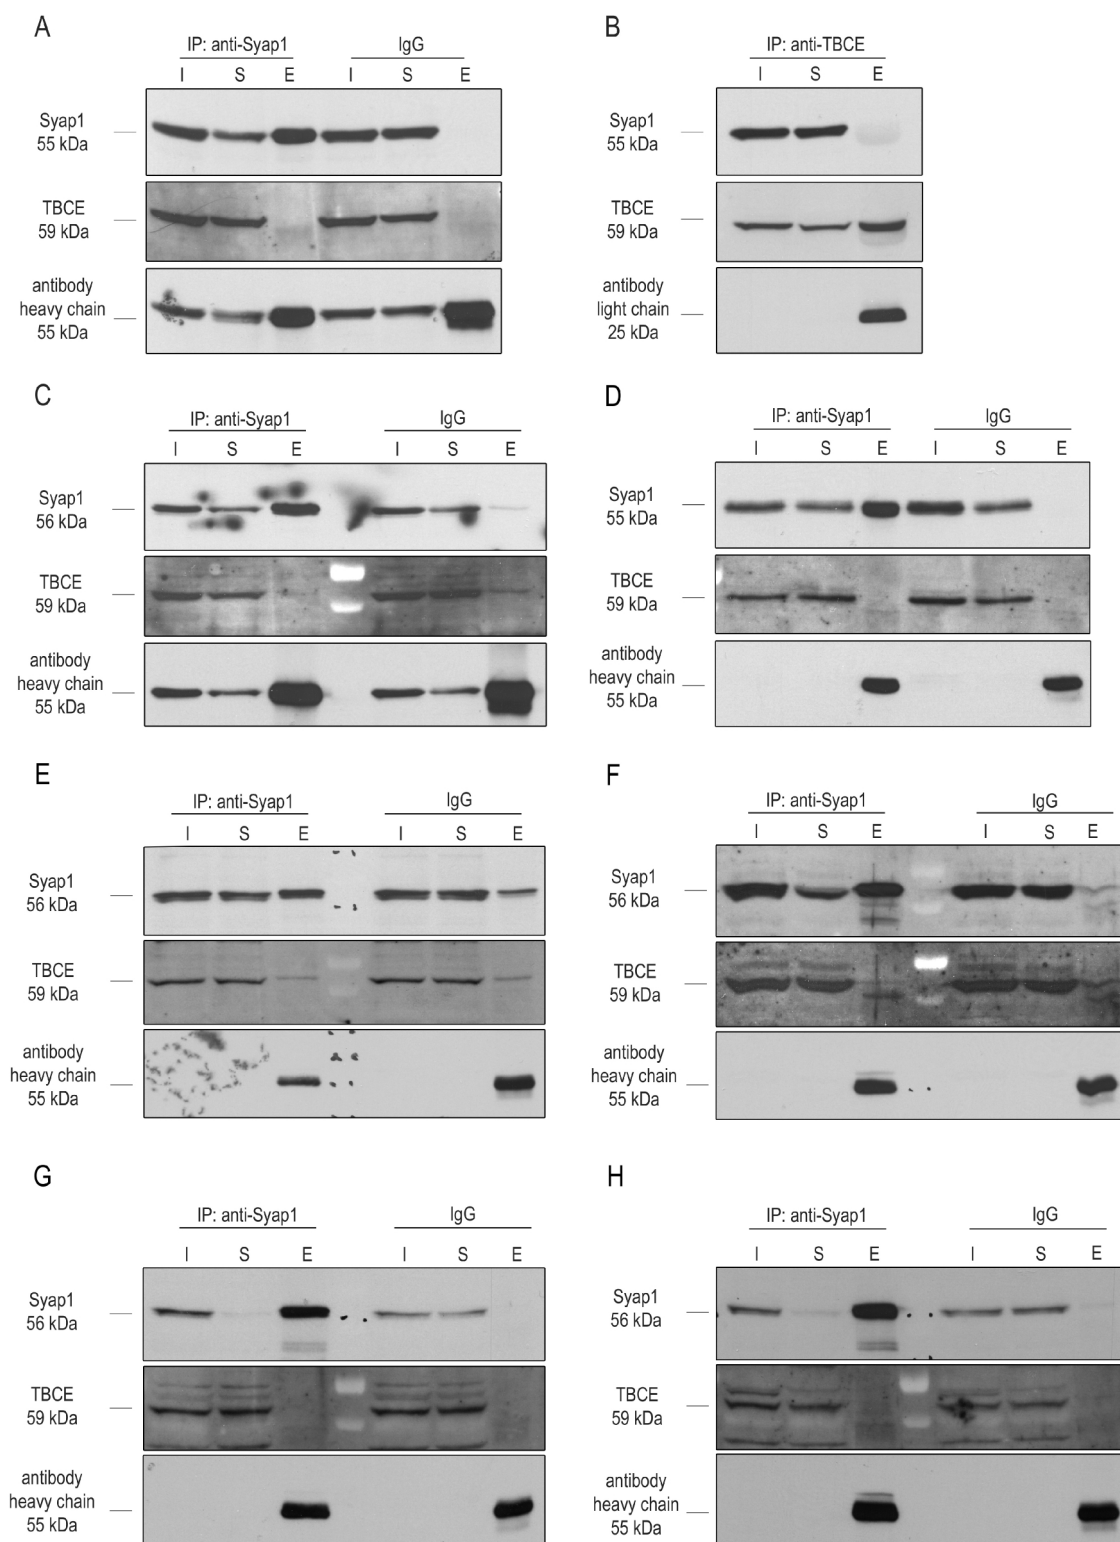 A
IP: anti-Syap1 IgG
I S E I S E
Syap1
55 kDa
TBCE
59 kDa
antibody
heavy chain
55 kDa
B
IP: anti-TBCE
I S E
Syap1
55 kDa
TBCE
59 kDa
antibody
light chain
25 kDa
C
IP: anti-Syap1 IgG
I S E I S E
Syap1
56 kDa
TBCE
59 kDa
antibody
heavy chain
55 kDa
D
IP: anti-Syap1 IgG
I S E I S E
Syap1
55 kDa
TBCE
59 kDa
antibody
heavy chain
55 kDa
E
IP: anti-Syap1 IgG
I S E I S E
Syap1
56 kDa
TBCE
59 kDa
antibody
heavy chain
55 kDa
F
IP: anti-Syap1 IgG
I S E I S E
Syap1
56 kDa
TBCE
59 kDa
antibody
heavy chain
55 kDa
G
IP: anti-Syap1 IgG
I S E I S E
Syap1
56 kDa
TBCE
59 kDa
antibody
heavy chain
55 kDa
H
IP: anti-Syap1 IgG
I S E I S E
Syap1
56 kDa
TBCE
59 kDa
antibody
heavy chain
55 kDa